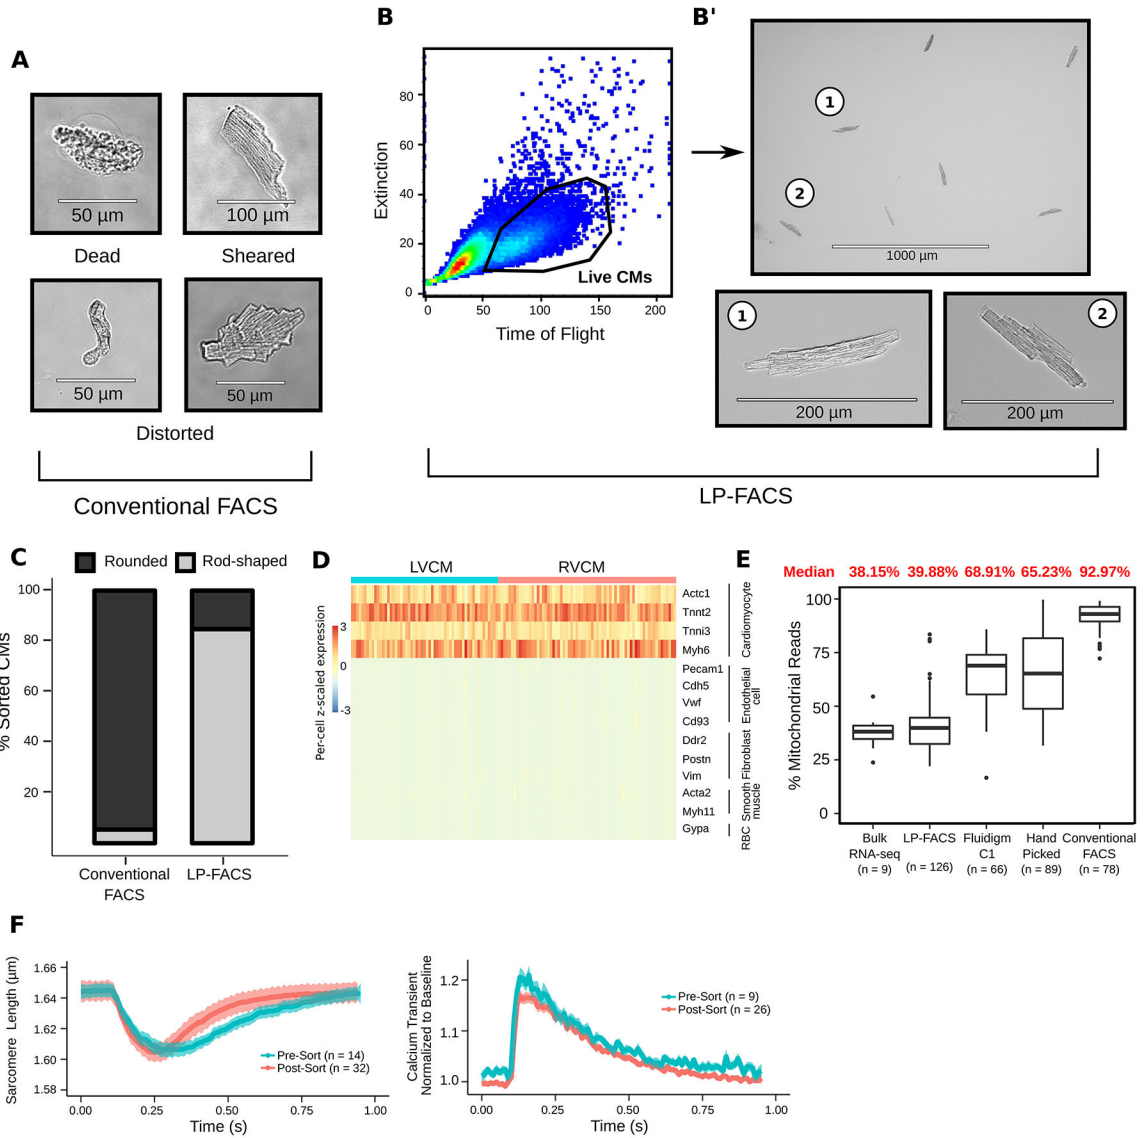 A
50 µm
100 µm
Dead
Sheared
50 µm
50 µm
Distorted
Conventional FACS
B
Extinction
80
60
40
20
0
Live CMs
0 50 100 150 200
Time of Flight
B'
1
2
1000 µm
1
200 µm
2
200 µm
LP-FACS
C
Rounded
Rod-shaped
% Sorted CMs
100
80
60
40
20
Conventional
FACS
LP-FACS
D
LVCM
RVCM
Per-cell z-scaled expression
3
0
-3
Actc1
Tnnt2
Tnni3
Myh6
Pecam1
Cdh5
Vwf
Cd93
Ddr2
Postn
Vim
Acta2
Myh11
Gypa
Cardiomyocyte
Endothelial
cell
Fibroblast
Smooth
muscle
RBC
E
Median 38.15% 39.88% 68.91% 65.23% 92.97%
% Mitochondrial Reads
100
75
50
25
0
Bulk
RNA-seq
(n = 9)
LP-FACS
(n = 126)
Fluidigm
C1
(n = 66)
Hand
Picked
(n = 89)
Conventional
FACS
(n = 78)
F
Sarcomere Length (µm)
1.66
1.64
1.62
1.60
1.58
Pre-Sort (n = 14)
Post-Sort (n = 32)
0.00 0.25 0.50 0.75 1.00
Time (s)
Calcium Transient
Normalized to Baseline
1.2
1.1
1.0
Pre-Sort (n = 9)
Post-Sort (n = 26)
0.00 0.25 0.50 0.75 1.00
Time (s)